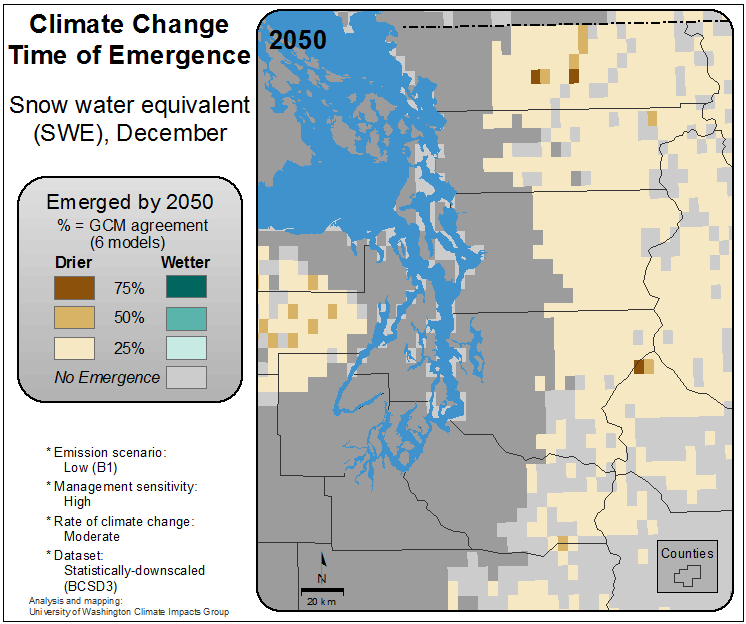 Climate Change
Time of Emergence
Snow water equivalent
(SWE), December
Emerged by 2050
% = GCM agreement
(6 models)
Drier Wetter
75%
50%
25%
No Emergence
* Emission scenario:
Low (B1)
* Management sensitivity:
High
* Rate of climate change:
Moderate
* Dataset:
Statistically-downscaled
(BCSD3)
Analysis and mapping:
University of Washington Climate Impacts Group
2050
N
20 km
Counties